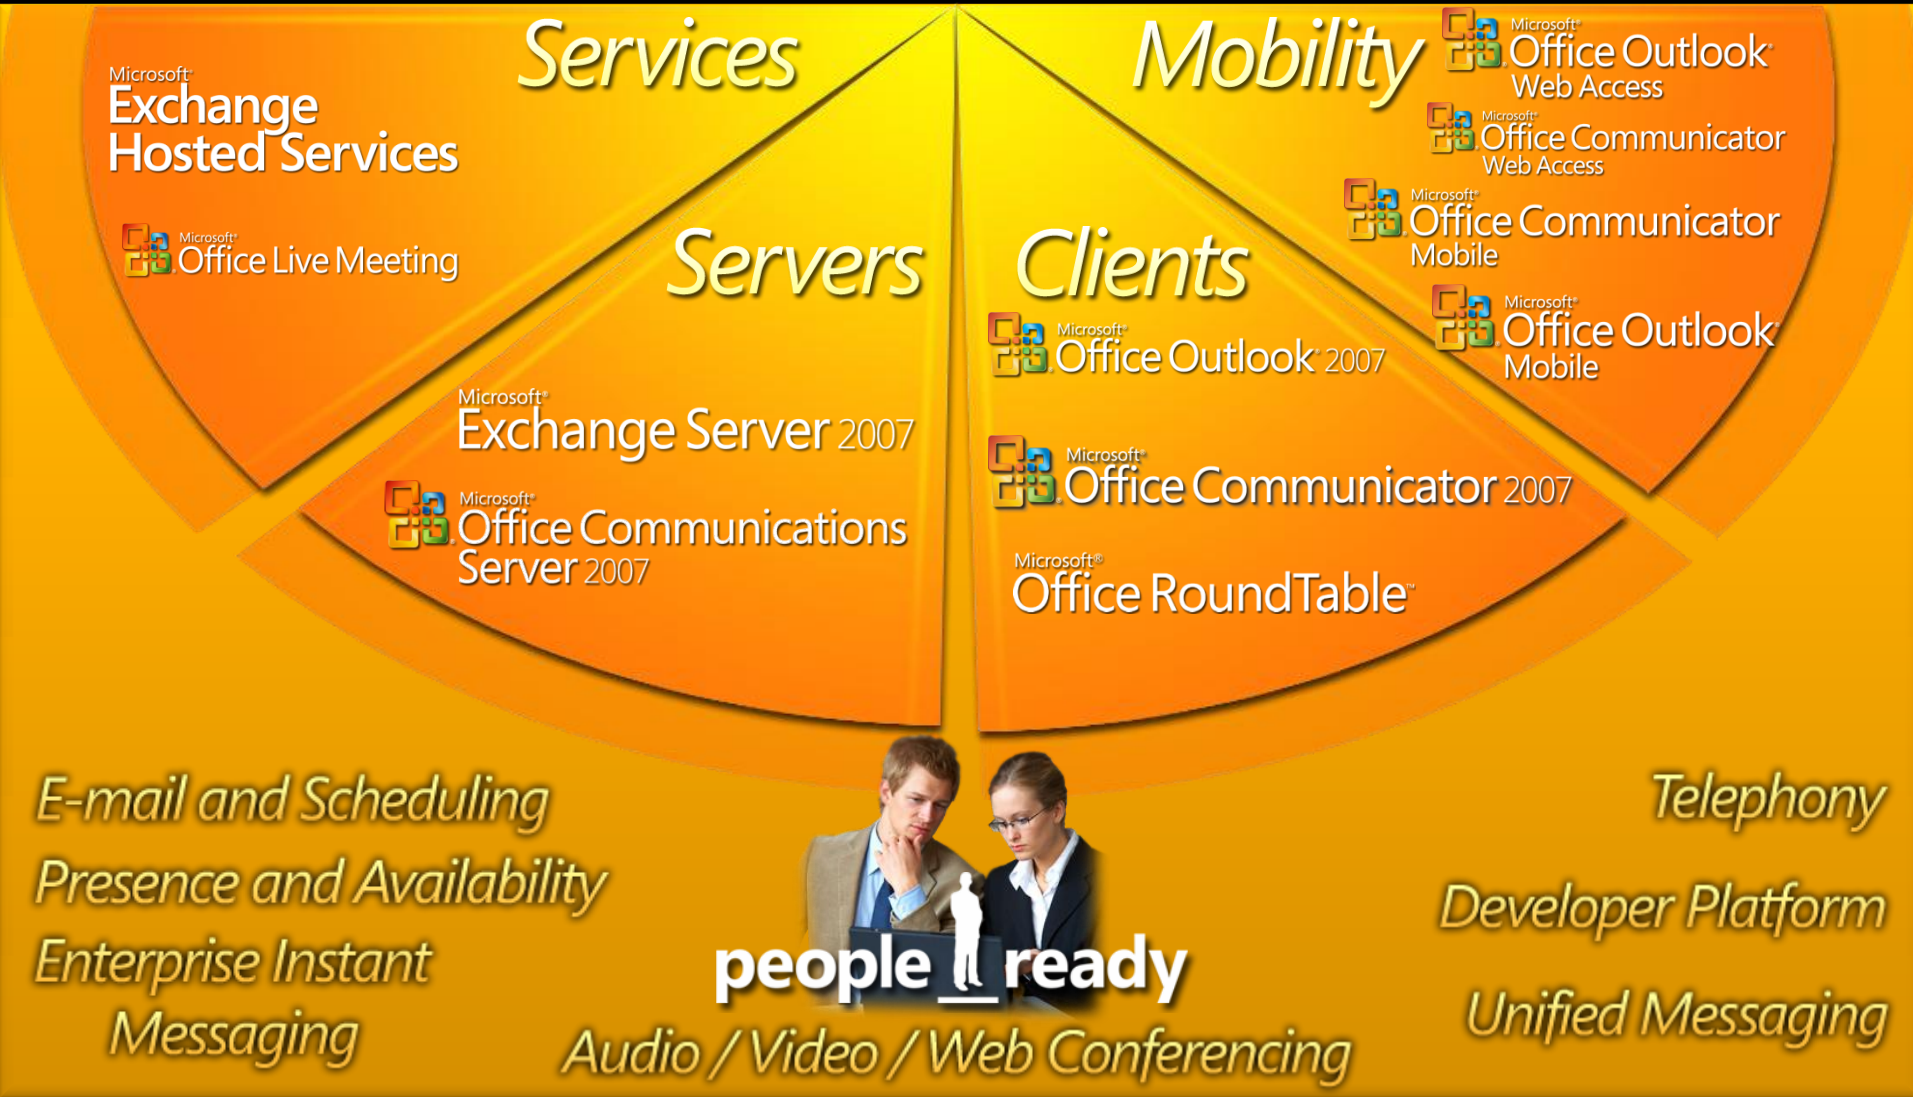 Services
Microsoft®
Exchange
Hosted Services
Microsoft®
Office Live Meeting
Servers
Microsoft®
Exchange Server 2007
Microsoft®
Office Communications
Server 2007
Clients
Microsoft®
Office Outlook® 2007
Microsoft®
Office Communicator 2007
Microsoft®
Office RoundTable™
Mobility
Microsoft®
Office Outlook®
Web Access
Microsoft®
Office Communicator
Web Access
Microsoft®
Office Communicator
Mobile
Microsoft®
Office Outlook®
Mobile
E-mail and Scheduling
Presence and Availability
Enterprise Instant
Messaging
people_ready
Audio / Video / Web Conferencing
Telephony
Developer Platform
Unified Messaging